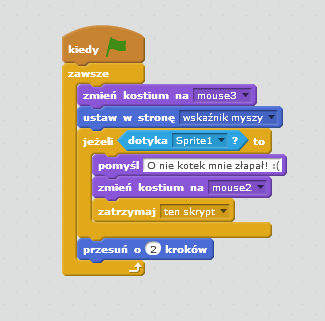 kiedy
zawsze
zmień kostium na mouse3
ustaw w stronę wskaźnik myszy
jeżeli dotyka Sprite1 ? to
pomyśl O nie kotek mnie złapał! :(
zmień kostium na mouse2
zatrzymaj ten skrypt
przesuń o 2 kroków